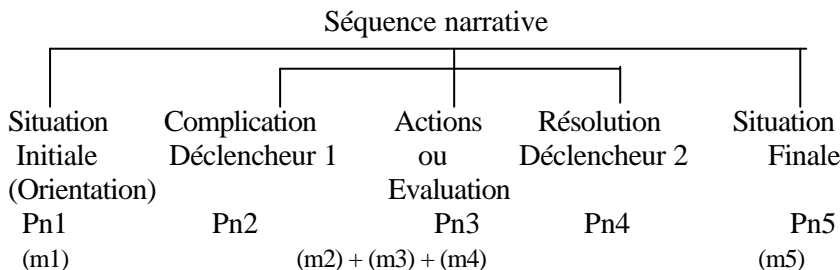 Séquence narrative
Situation Complication Actions Résolution Situation
Initiale Déclencheur 1 ou Déclencheur 2 Finale
(Orientation) Evaluation
Pn1 Pn2 Pn3 Pn4 Pn5
(m1) (m2) + (m3) + (m4) (m5)